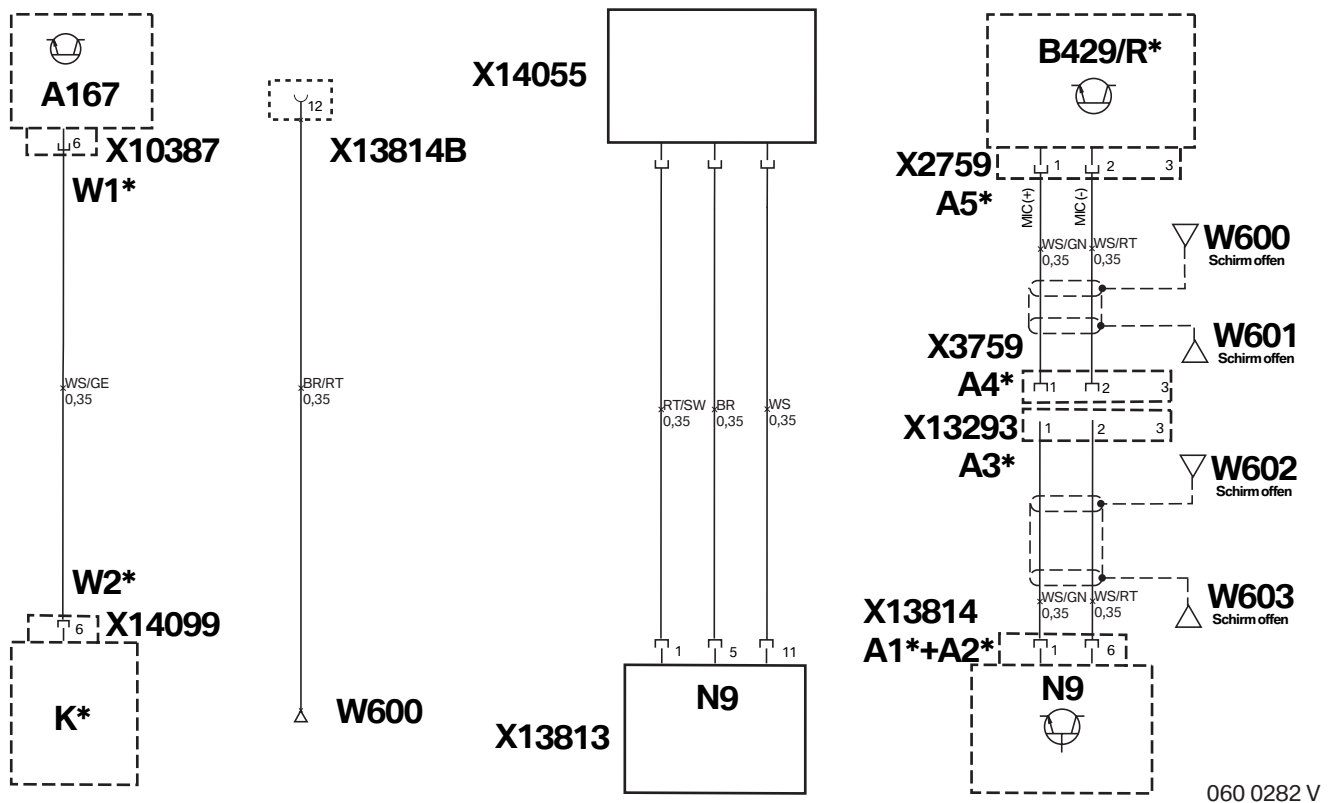 A167
6
X10387
W1*
WS/GE
0,35
W2*
X14099
6
K*
12
X13814B
BR/RT
0,35
W600
X14055
RT/SW
0,35
BR
0,35
WS
0,35
1
5
11
N9
X13813
B429/R*
X2759
1
2
3
A5*
MIC (+)
MIC (-)
WS/GN
0,35
WS/RT
0,35
W600
Schirm offen
W601
Schirm offen
X3759
A4*
1
2
3
X13293
1
2
3
A3*
W602
Schirm offen
W603
Schirm offen
WS/GN
0,35
WS/RT
0,35
X13814
A1*+A2*
1
6
N9
060 0282 V